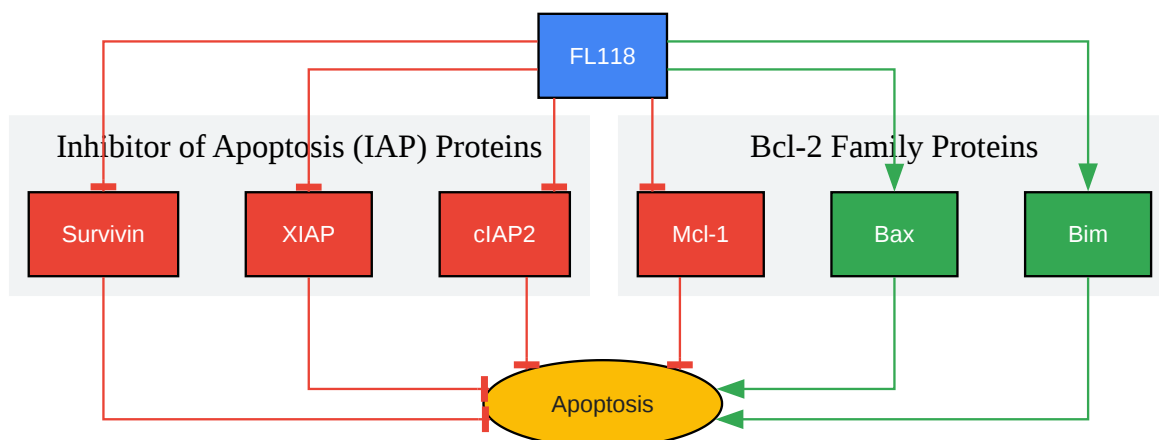 FL118
Inhibitor of Apoptosis (IAP) Proteins
Bcl-2 Family Proteins
Survivin
XIAP
cIAP2
Mcl-1
Bax
Bim
Apoptosis